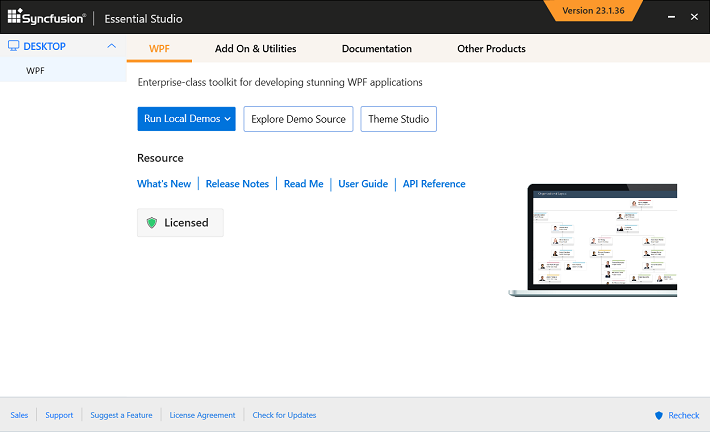 Syncfusion® | Essential Studio
Version 23.1.36
DESKTOP
WPF
WPF Add On & Utilities Documentation Other Products
Enterprise-class toolkit for developing stunning WPF applications
Run Local Demos Explore Demo Source Theme Studio
Resource
What's New | Release Notes | Read Me | User Guide | API Reference
Licensed
Sales | Support | Suggest a Feature | License Agreement | Check for Updates
Recheck